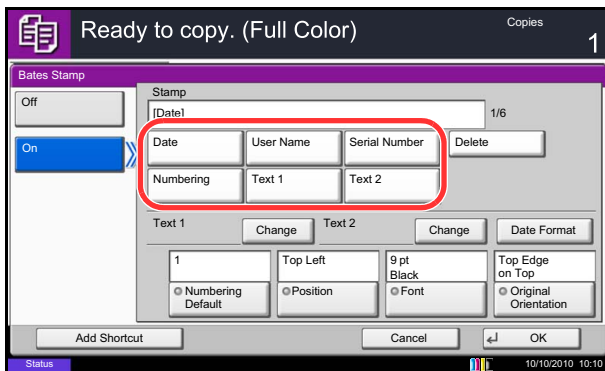 Ready to copy. (Full Color)
Copies
1
Bates Stamp
Off
On
Stamp
[Date]
1/6
Date
User Name
Serial Number
Delete
Numbering
Text 1
Text 2
Text 1
Change
Text 2
Change
Date Format
1
Numbering
Default
Top Left
Position
9 pt
Black
Font
Top Edge
on Top
Original
Orientation
Add Shortcut
Cancel
OK
Status
10/10/2010 10:10